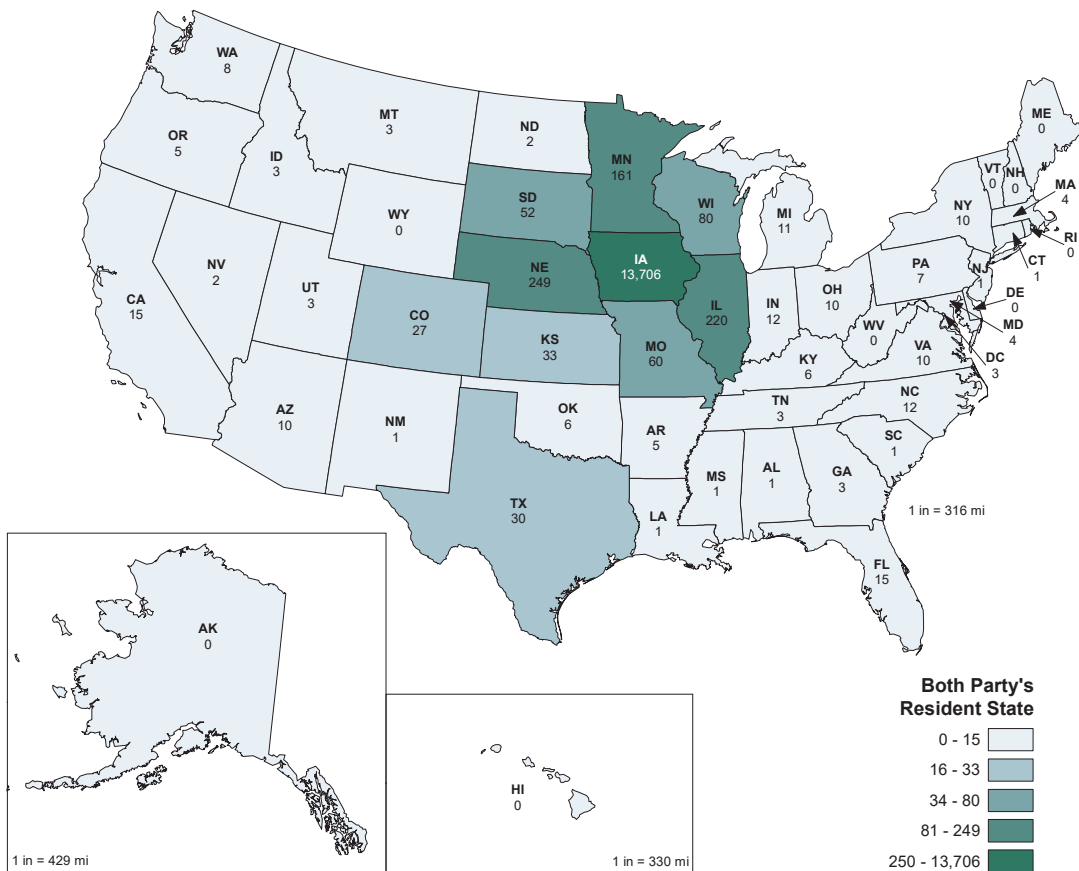 WA
8
MT
3
ND
2
ME
0
OR
5
ID
3
MN
161
VT
0
NH
0
MA
4
SD
52
WI
80
MI
11
NY
10
RI
0
WY
0
CT
1
NE
249
IA
13,706
PA
7
NJ
1
NV
2
UT
3
CA
15
CO
27
IL
220
IN
12
OH
10
DE
0
MD
4
WV
0
KS
33
MO
60
VA
10
DC
3
KY
6
AZ
10
NM
1
OK
6
AR
5
TN
3
NC
12
SC
1
MS
1
AL
1
GA
3
TX
30
LA
1
1 in = 316 mi
FL
15
AK
0
1 in = 429 mi
HI
0
1 in = 330 mi
Both Party's
Resident State
0 - 15
16 - 33
34 - 80
81 - 249
250 - 13,706